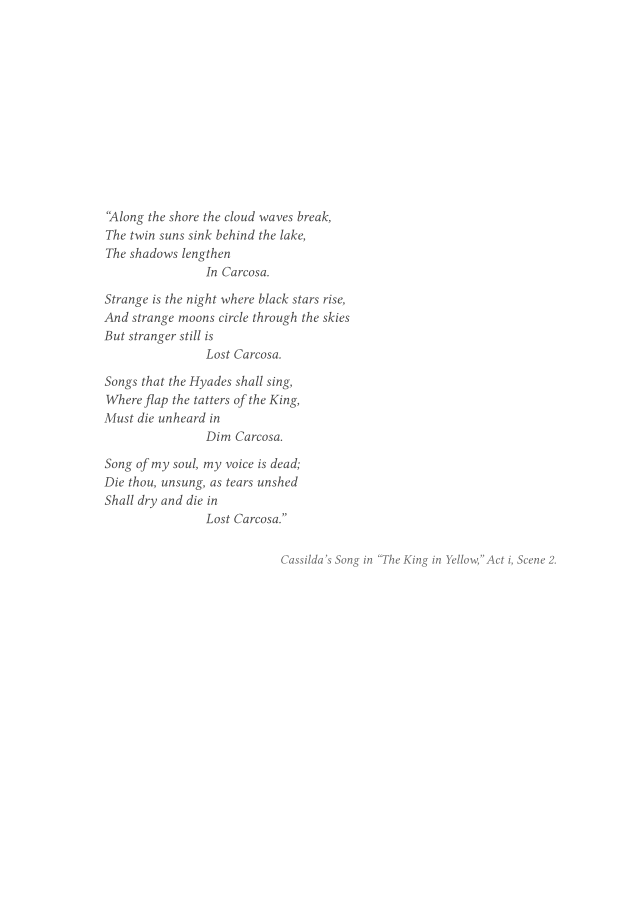 “Along the shore the cloud waves break,
The twin suns sink behind the lake,
The shadows lengthen
In Carcosa.
Strange is the night where black stars rise,
And strange moons circle through the skies
But stranger still is
Lost Carcosa.
Songs that the Hyades shall sing,
Where flap the tatters of the King,
Must die unheard in
Dim Carcosa.
Song of my soul, my voice is dead;
Die thou, unsung, as tears unshed
Shall dry and die in
Lost Carcosa.”
Cassilda’s Song in “The King in Yellow,” Act i, Scene 2.